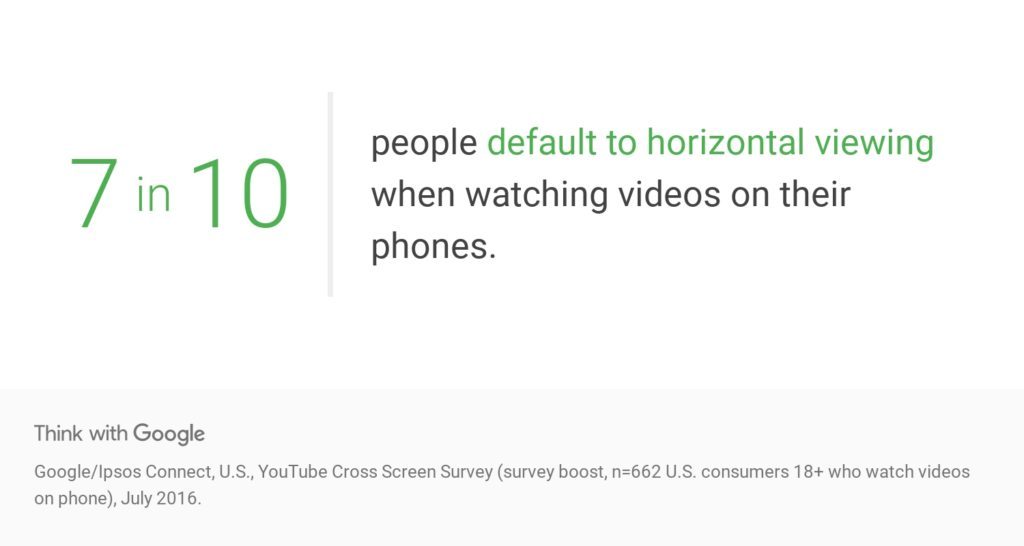 7 in 10
people default to horizontal viewing
when watching videos on their
phones.
Think with Google
Google/Ipsos Connect, U.S., YouTube Cross Screen Survey (survey boost, n=662 U.S. consumers 18+ who watch videos
on phone), July 2016.